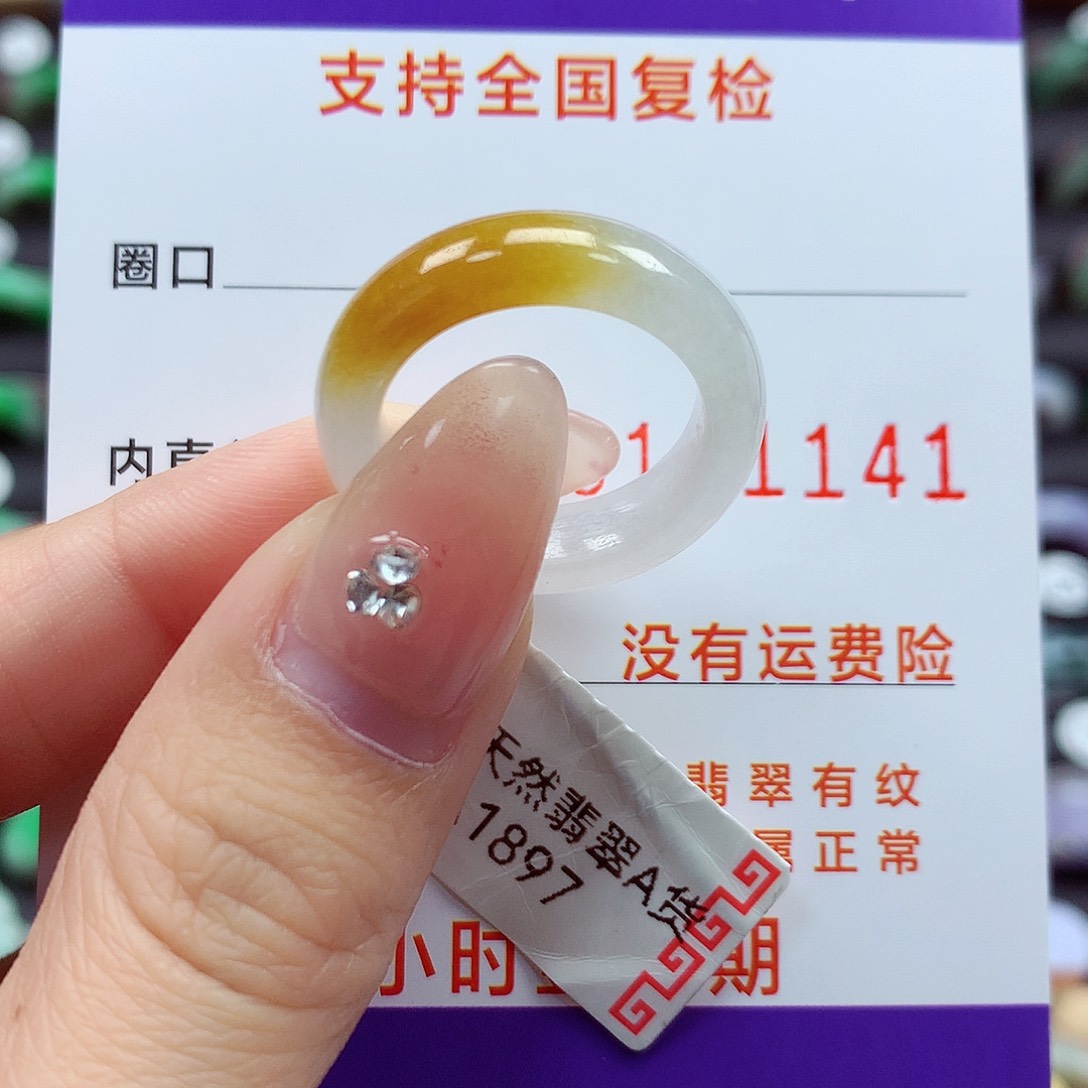 支持全国复检
圈口
内直
1 1141
没有运费险
天然翡翠A货
1897
翡翠有纹
属正常
小时
期